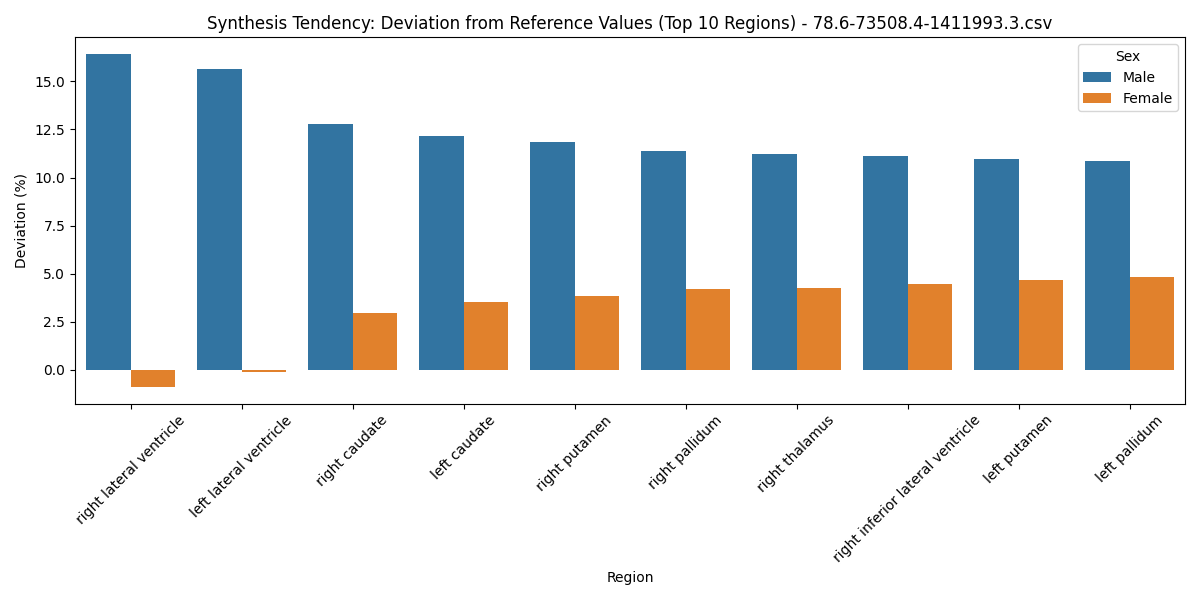 Synthesis Tendency: Deviation from Reference Values (Top 10 Regions) - 78.6-73508.4-1411993.3.csv
Sex
Male
Female
Deviation (%)
15.0
12.5
10.0
7.5
5.0
2.5
0.0
right lateral ventricle
left lateral ventricle
right caudate
left caudate
right putamen
right pallidum
right thalamus
right inferior lateral ventricle
left putamen
left pallidum
Region